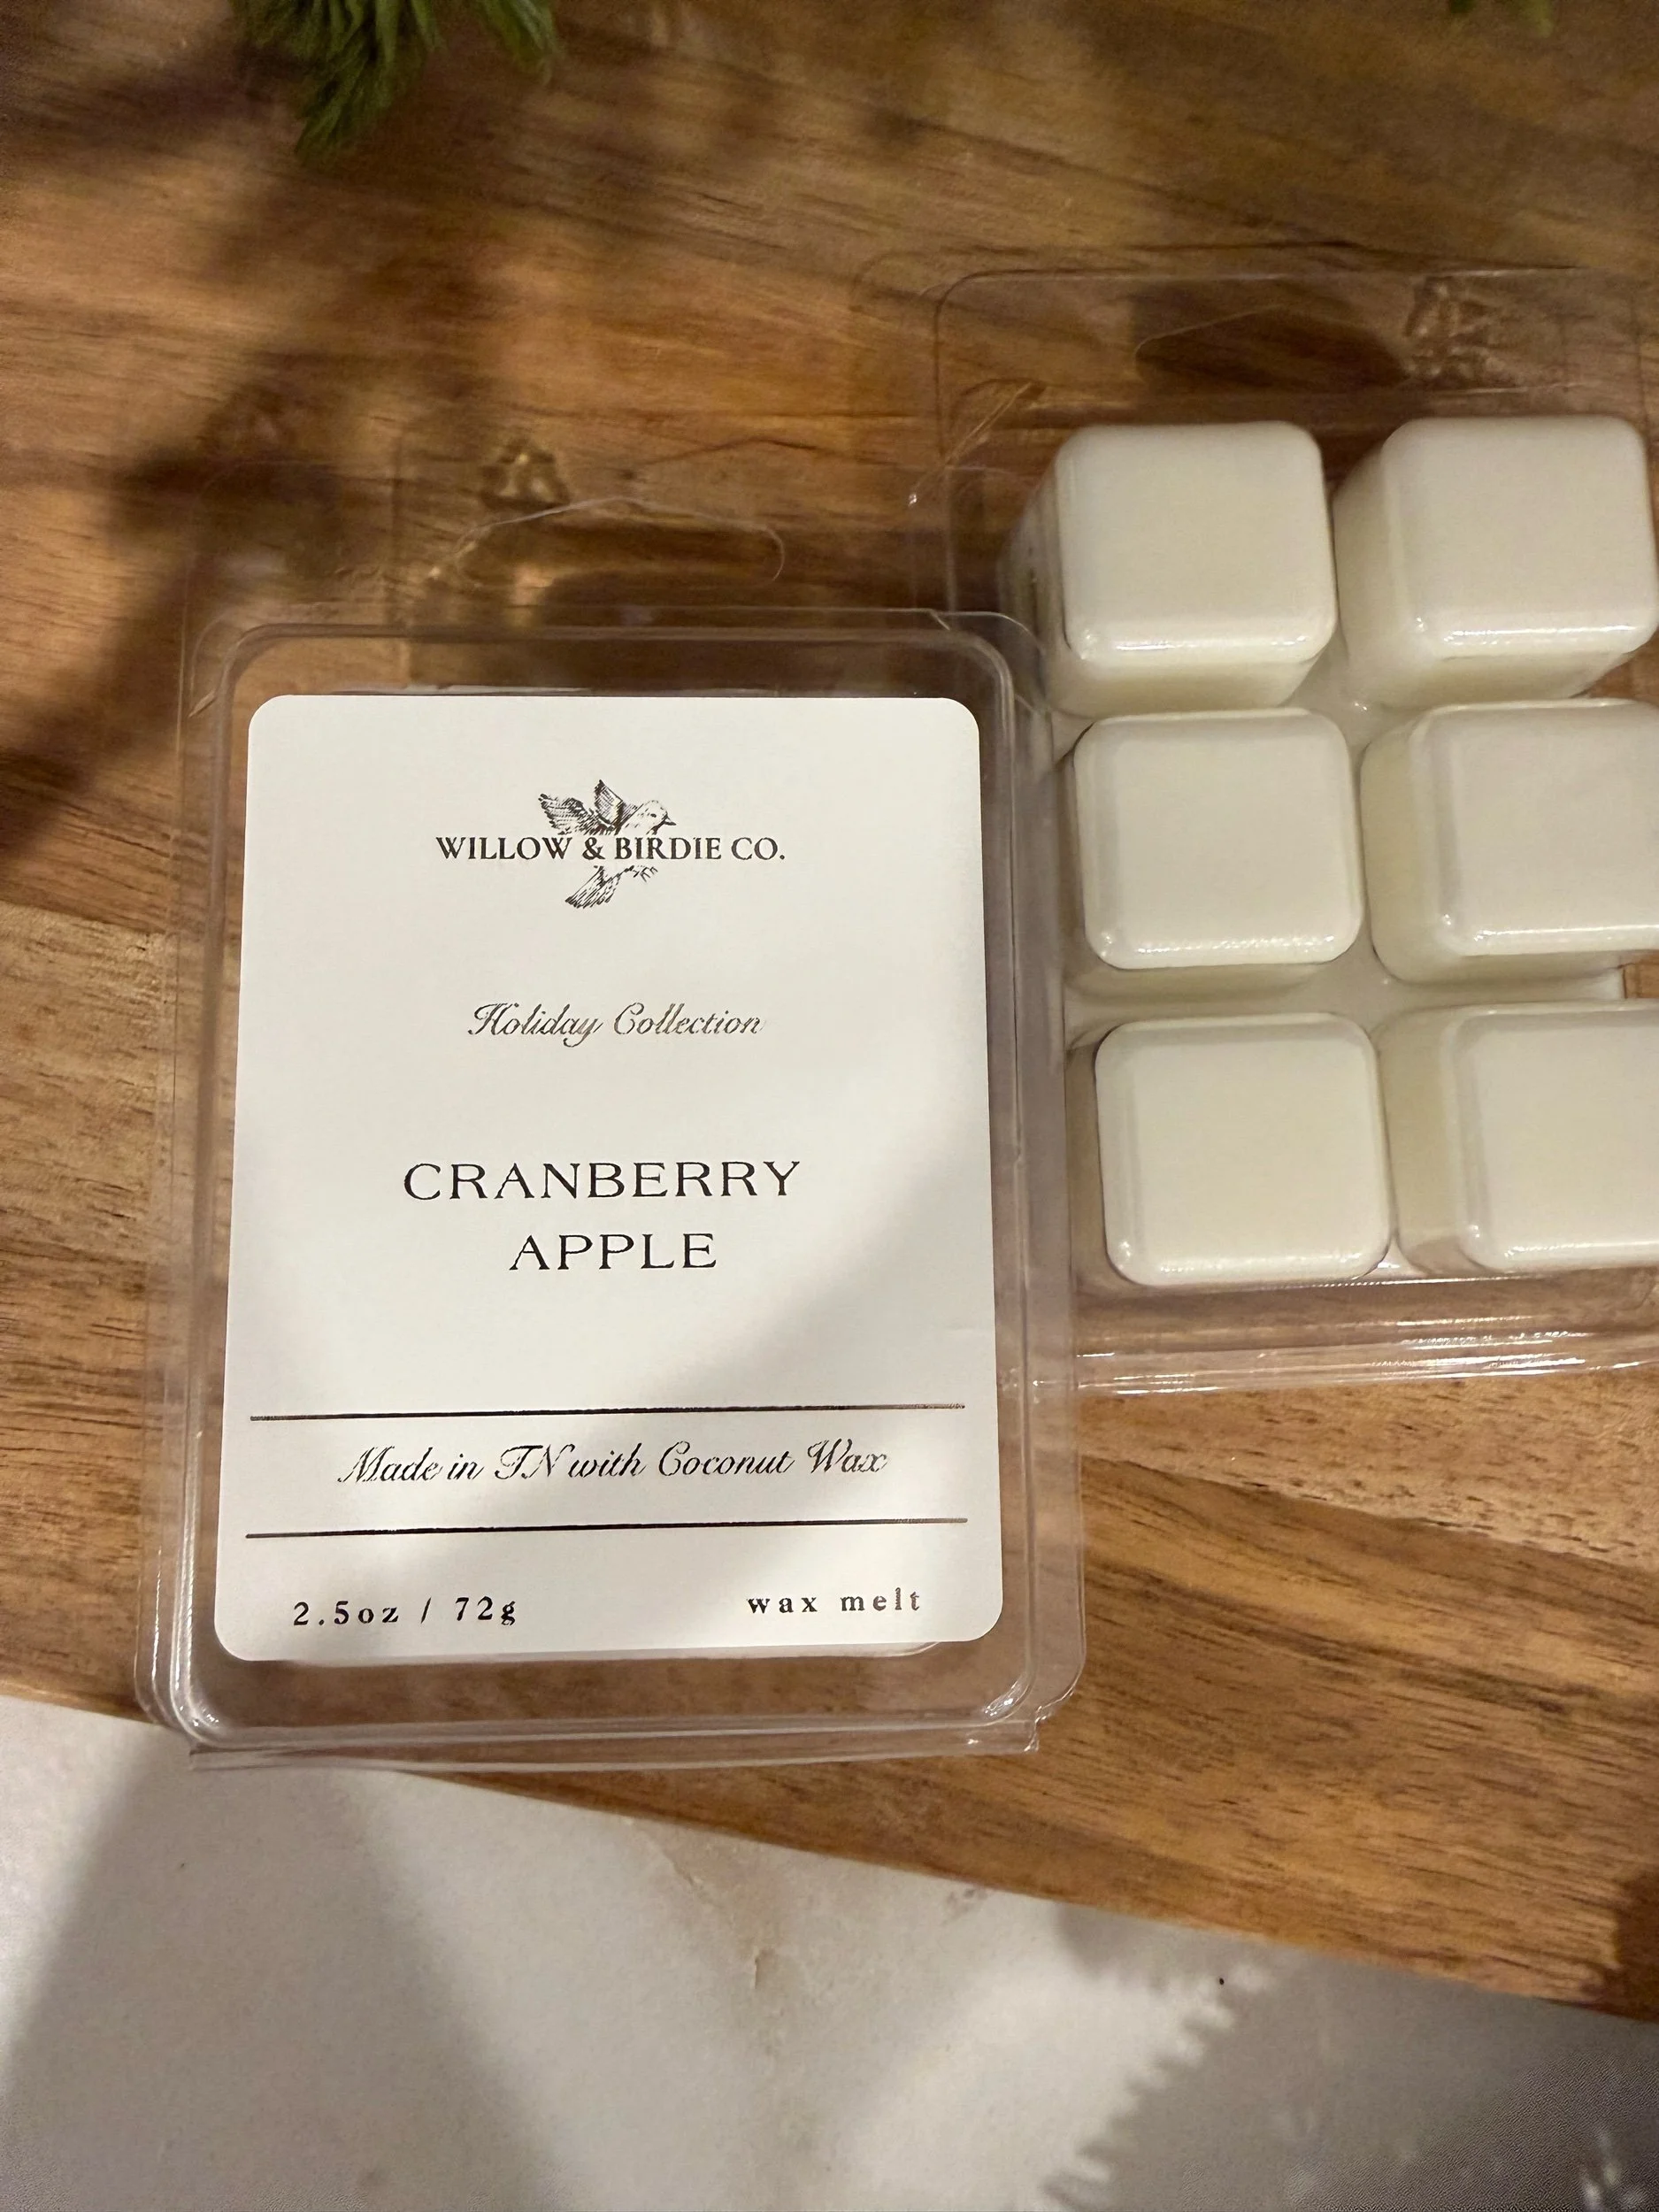 WILLOW & BIRDIE CO.
Holiday Collection
CRANBERRY
APPLE
Made in TN with Coconut Wax
2.5oz / 72g wax melt